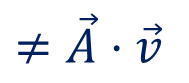 ≠ A⃗ · v⃗